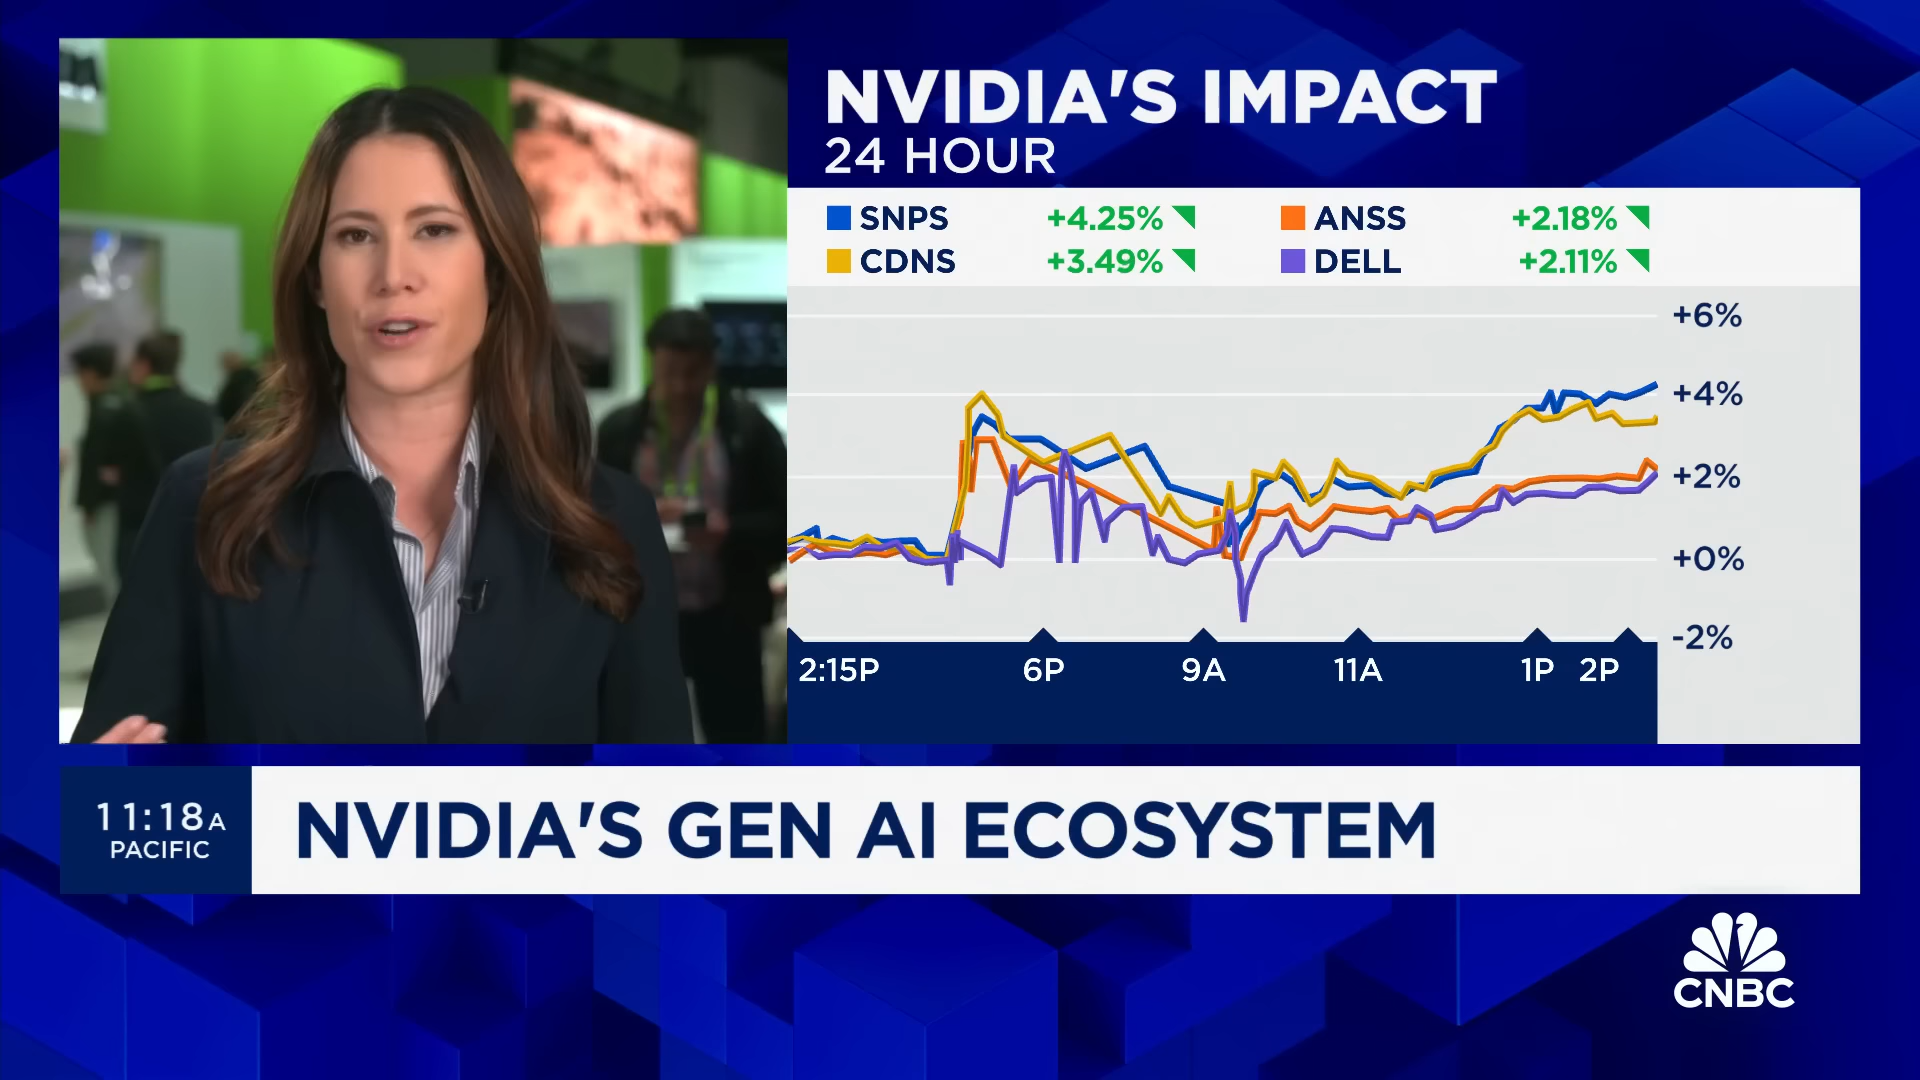 NVIDIA'S IMPACT
24 HOUR
SNPS +4.25% ANSS +2.18%
CDNS +3.49% DELL +2.11%
+6%
+4%
+2%
+0%
-2%
2:15P 6P 9A 11A 1P 2P
11:18A
PACIFIC
NVIDIA'S GEN AI ECOSYSTEM
CNBC